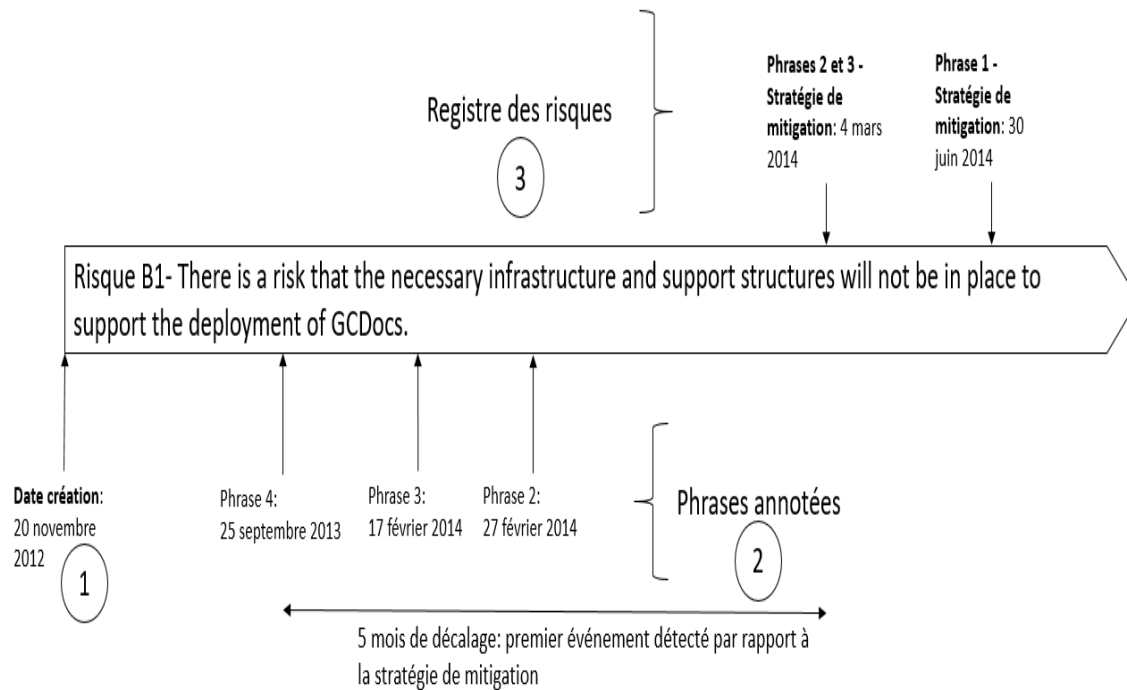 Registre des risques
3
Phrases 2 et 3 -
Stratégie de
mitigation: 4 mars
2014
Phrase 1 -
Stratégie de
mitigation: 30
juin 2014
Risque B1- There is a risk that the necessary infrastructure and support structures will not be in place to
support the deployment of GCDocs.
Date création:
20 novembre
2012
1
Phrase 4:
25 septembre 2013
Phrase 3:
17 février 2014
Phrase 2:
27 février 2014
Phrases annotées
2
5 mois de décalage: premier événement détecté par rapport à
la stratégie de mitigation